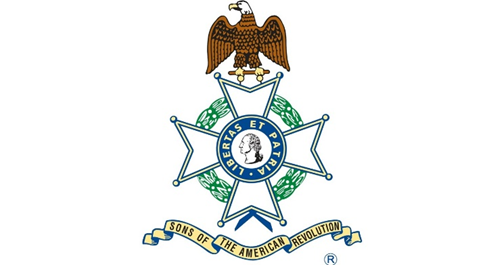 LIBERTAS ET PATRIA
SONS OF THE AMERICAN REVOLUTION
®